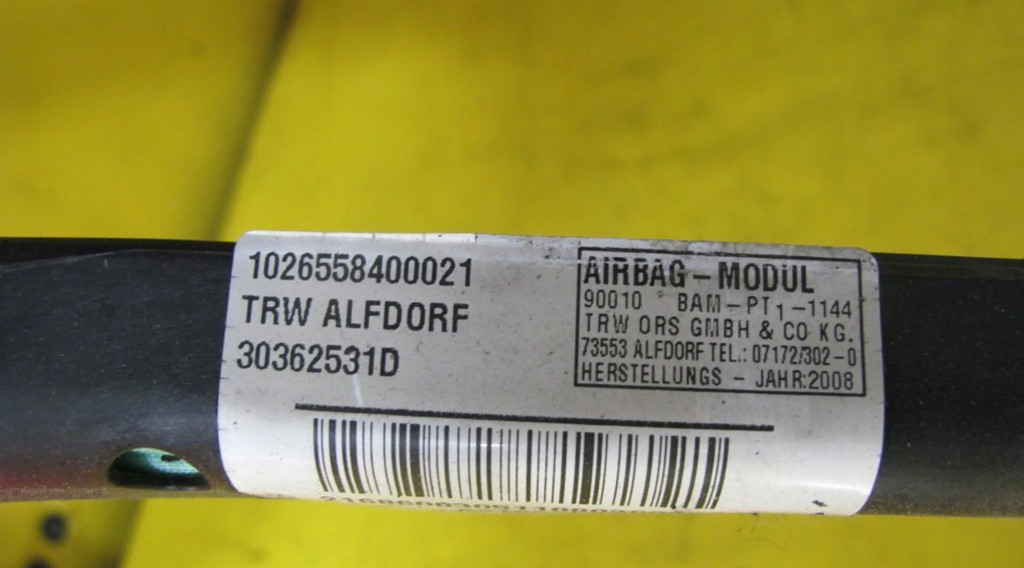 1026558400021
TRW ALFDORF
30362531D
AIRBAG-MODUL
90010 BAM-PT1-1144
TRW ORS GMBH & CO KG.
73553 ALFDORF TEL.: 07172/302-0
HERSTELLUNGS - JAHR:2008